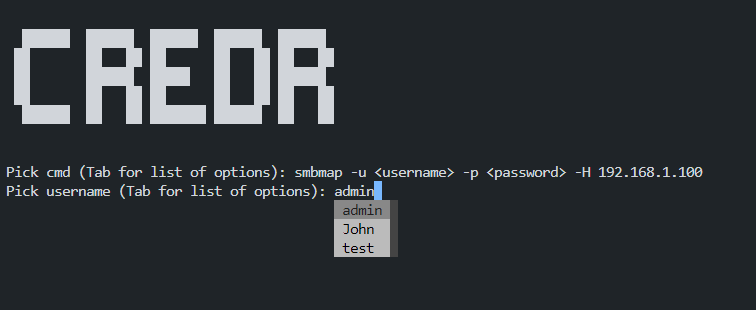 CREDR
Pick cmd (Tab for list of options): smbmap -u <username> -p <password> -H 192.168.1.100
Pick username (Tab for list of options): admin
admin
John
test